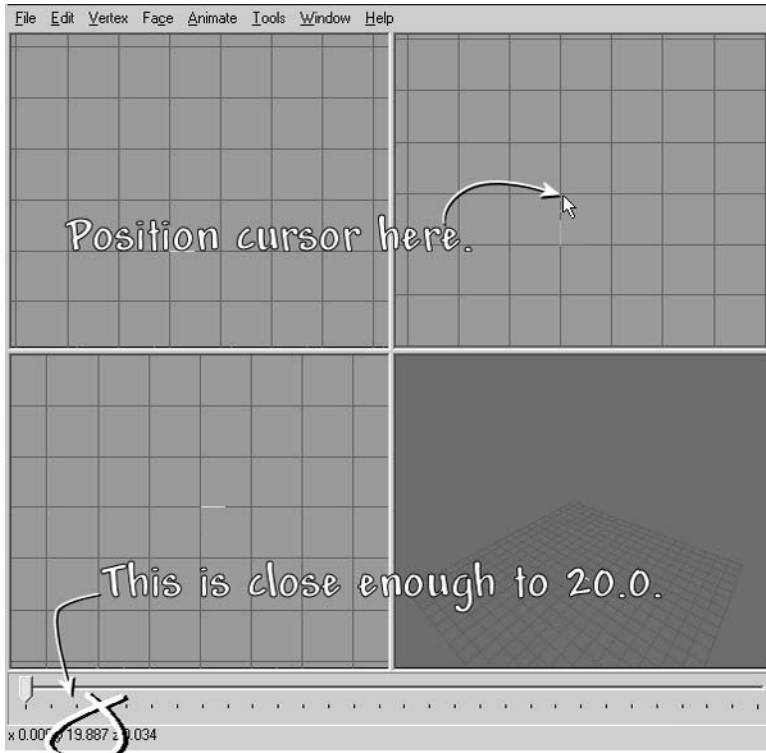 File Edit Vertex Face Animate Tools Window Help
Position cursor here.
This is close enough to 20.0.
x 0.00 19.887 z 0.034